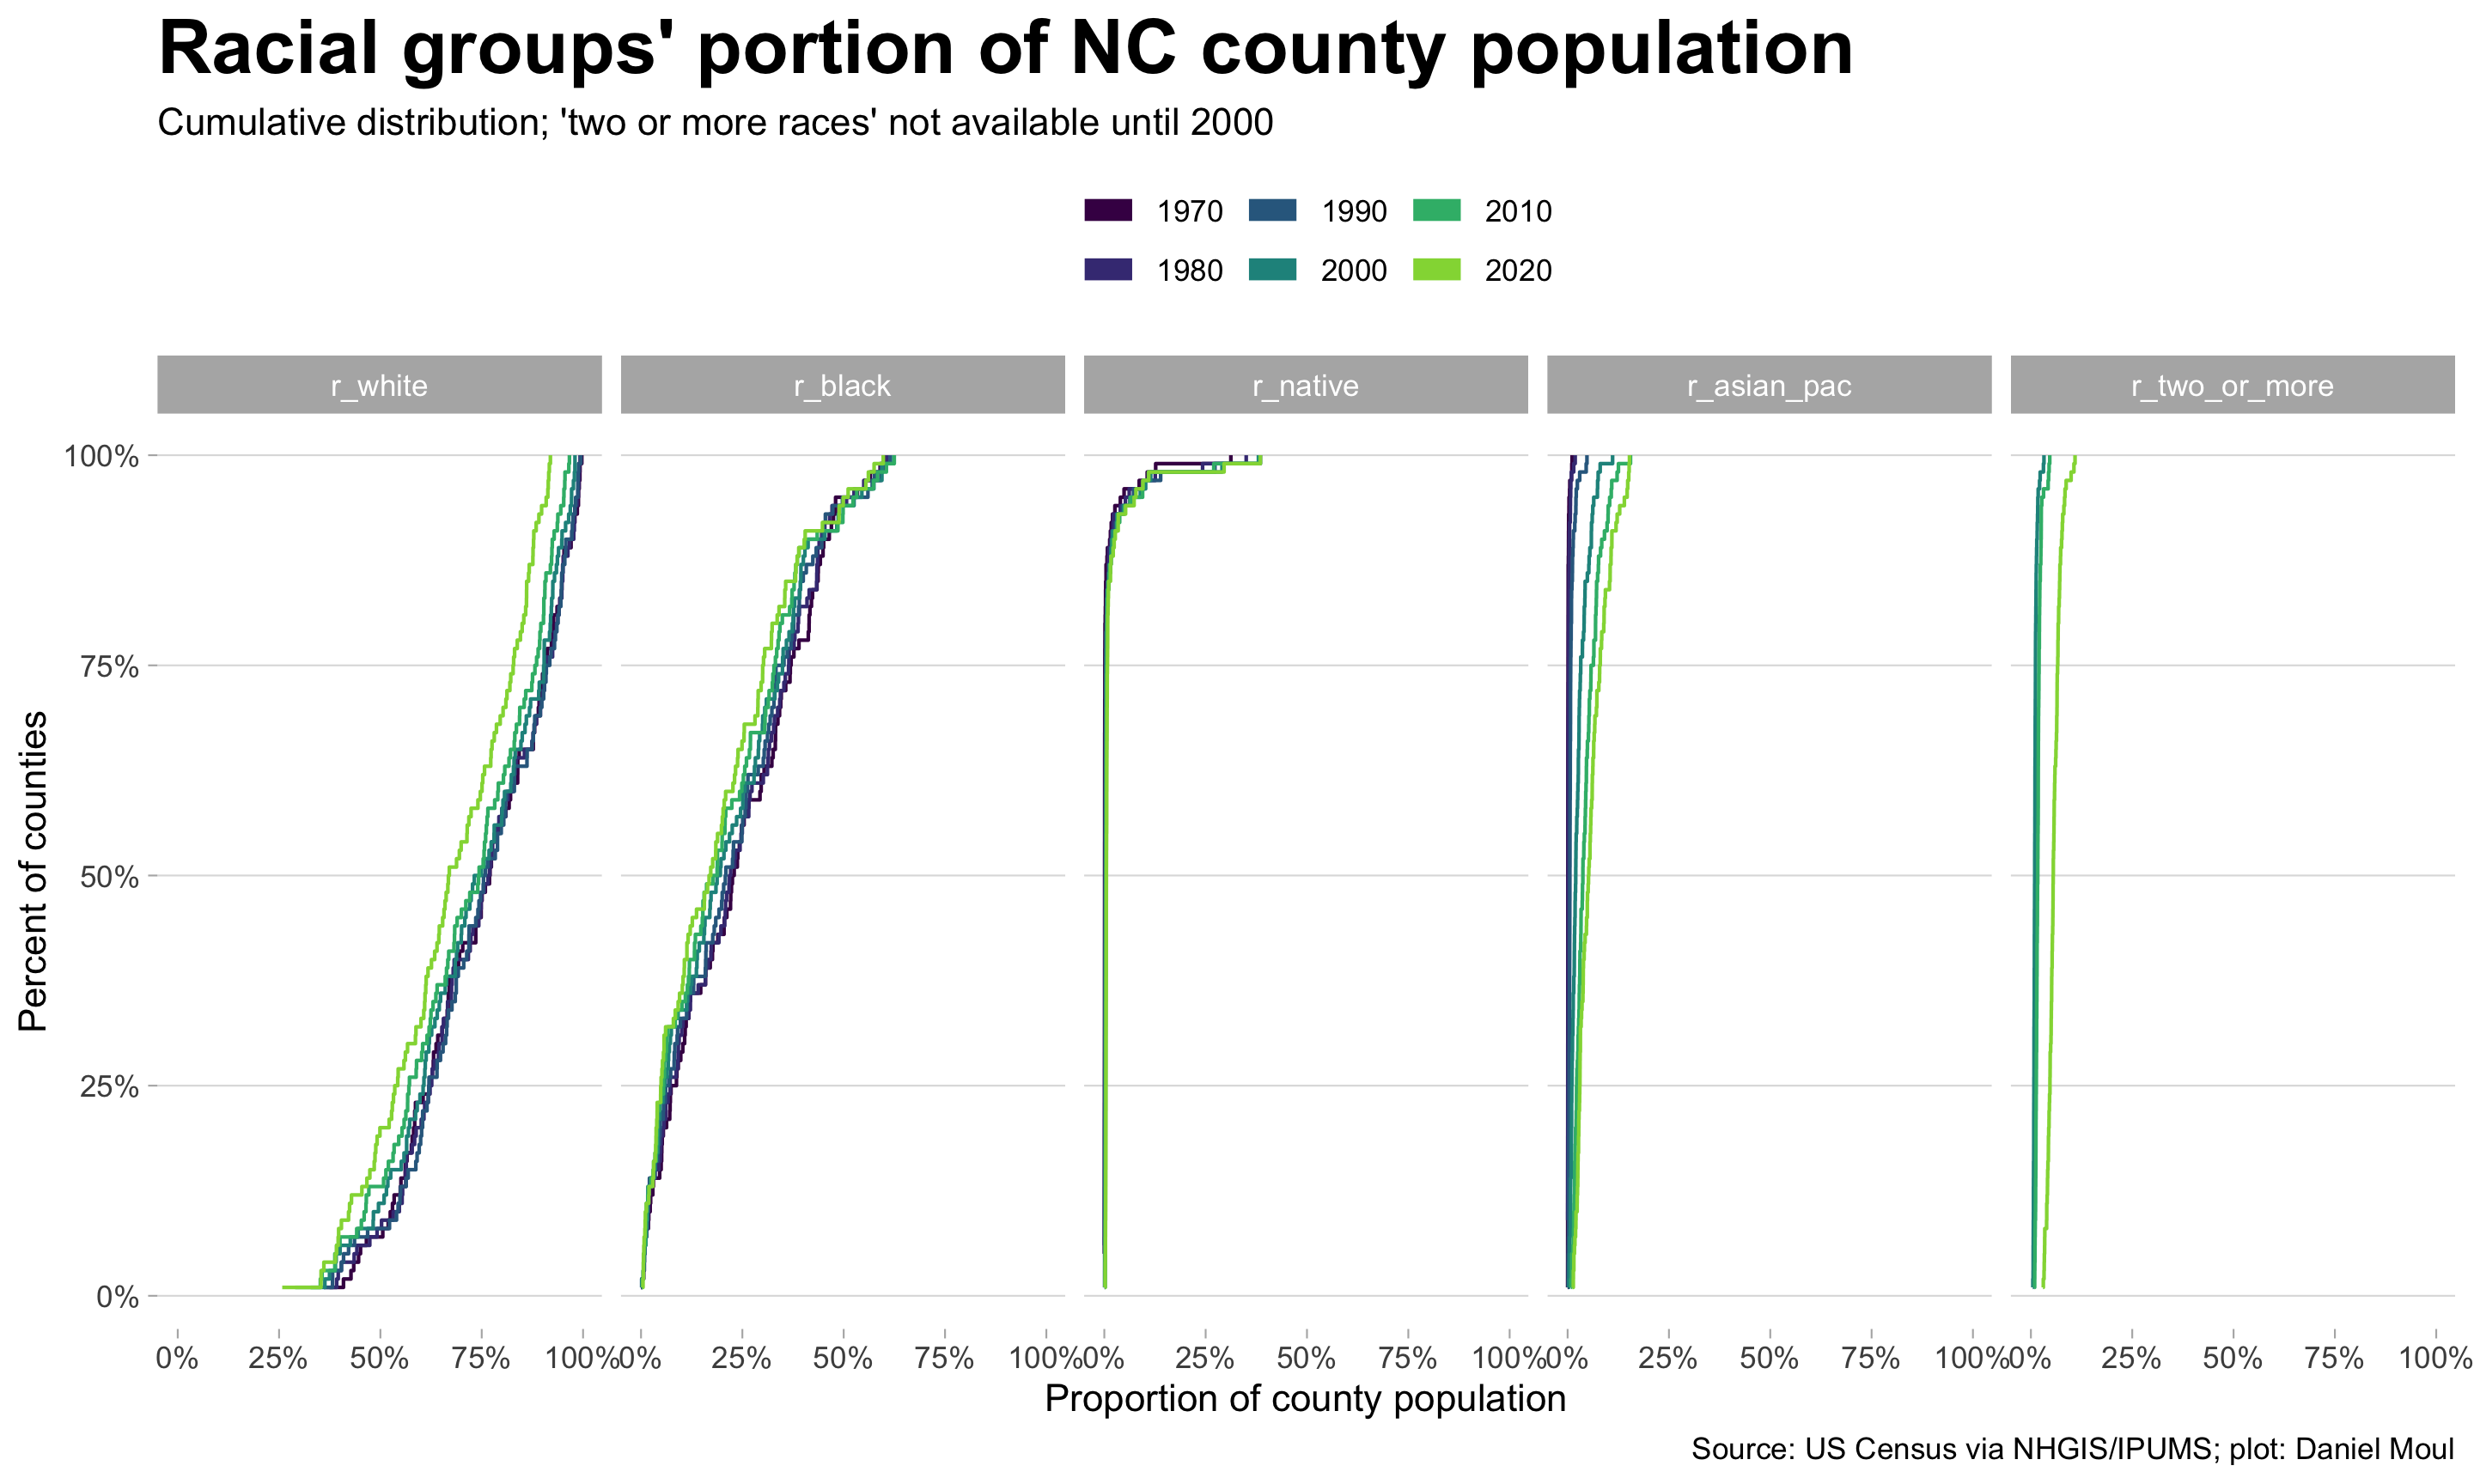 Racial groups' portion of NC county population
Cumulative distribution; 'two or more races' not available until 2000
1970 1990 2010
1980 2000 2020
r_white r_black r_native r_asian_pac r_two_or_more
100%
75%
50%
25%
0%
Percent of counties
0% 25% 50% 75% 100% 0% 25% 50% 75% 100% 0% 25% 50% 75% 100% 0% 25% 50% 75% 100% 0% 25% 50% 75% 100%
Proportion of county population
Source: US Census via NHGIS/IPUMS; plot: Daniel Moul